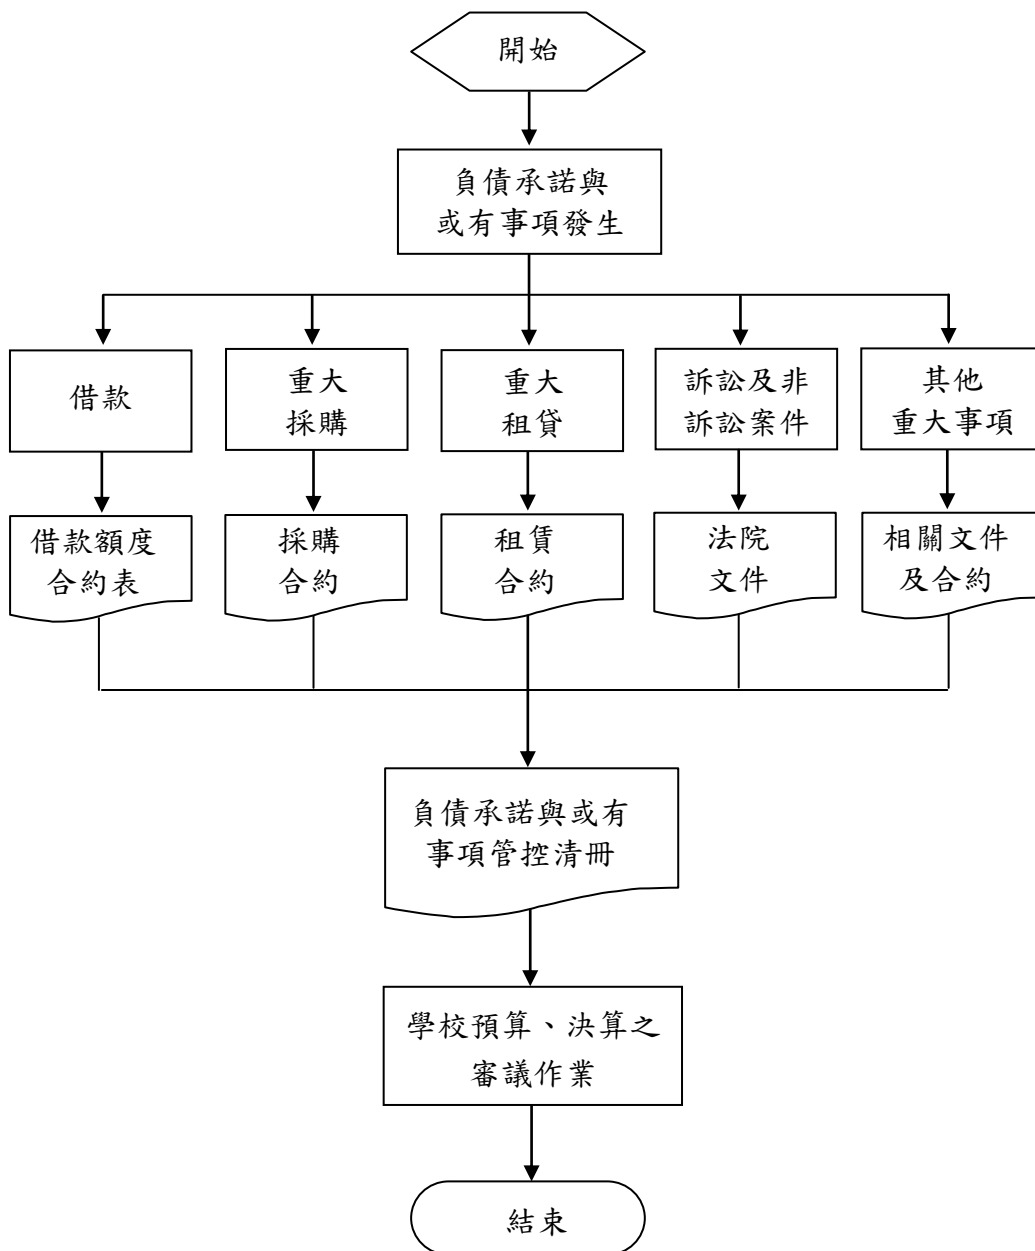 開始
負債承諾與
或有事項發生
借款
重大
採購
重大
租貸
訴訟及非
訴訟案件
其他
重大事項
借款額度
合約表
採購
合約
租賃
合約
法院
文件
相關文件
及合約
負債承諾與或有
事項管控清冊
學校預算、決算之
審議作業
結束